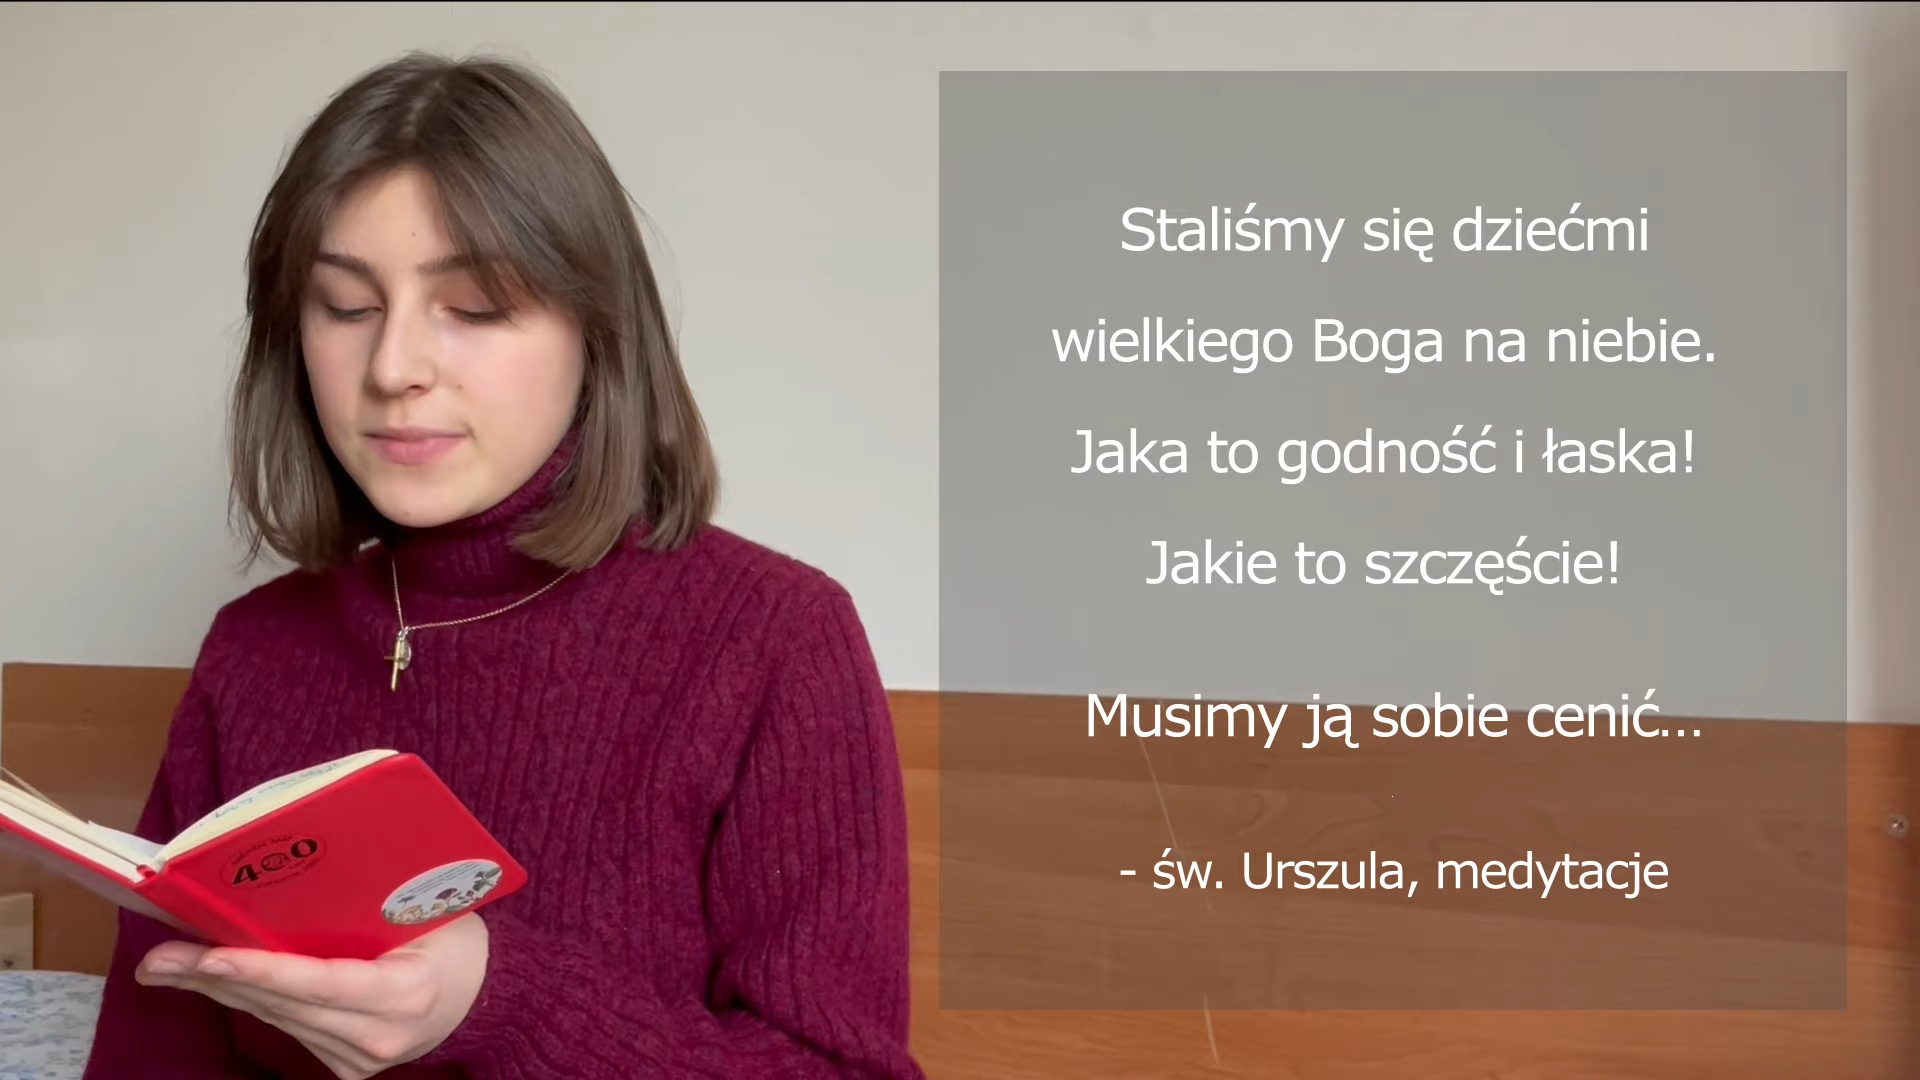 Staliśmy się dziećmi
wielkiego Boga na niebie.
Jaka to godność i łaska!
Jakie to szczęście!
Musimy ją sobie cenić...
- św. Urszula, medytacje
400